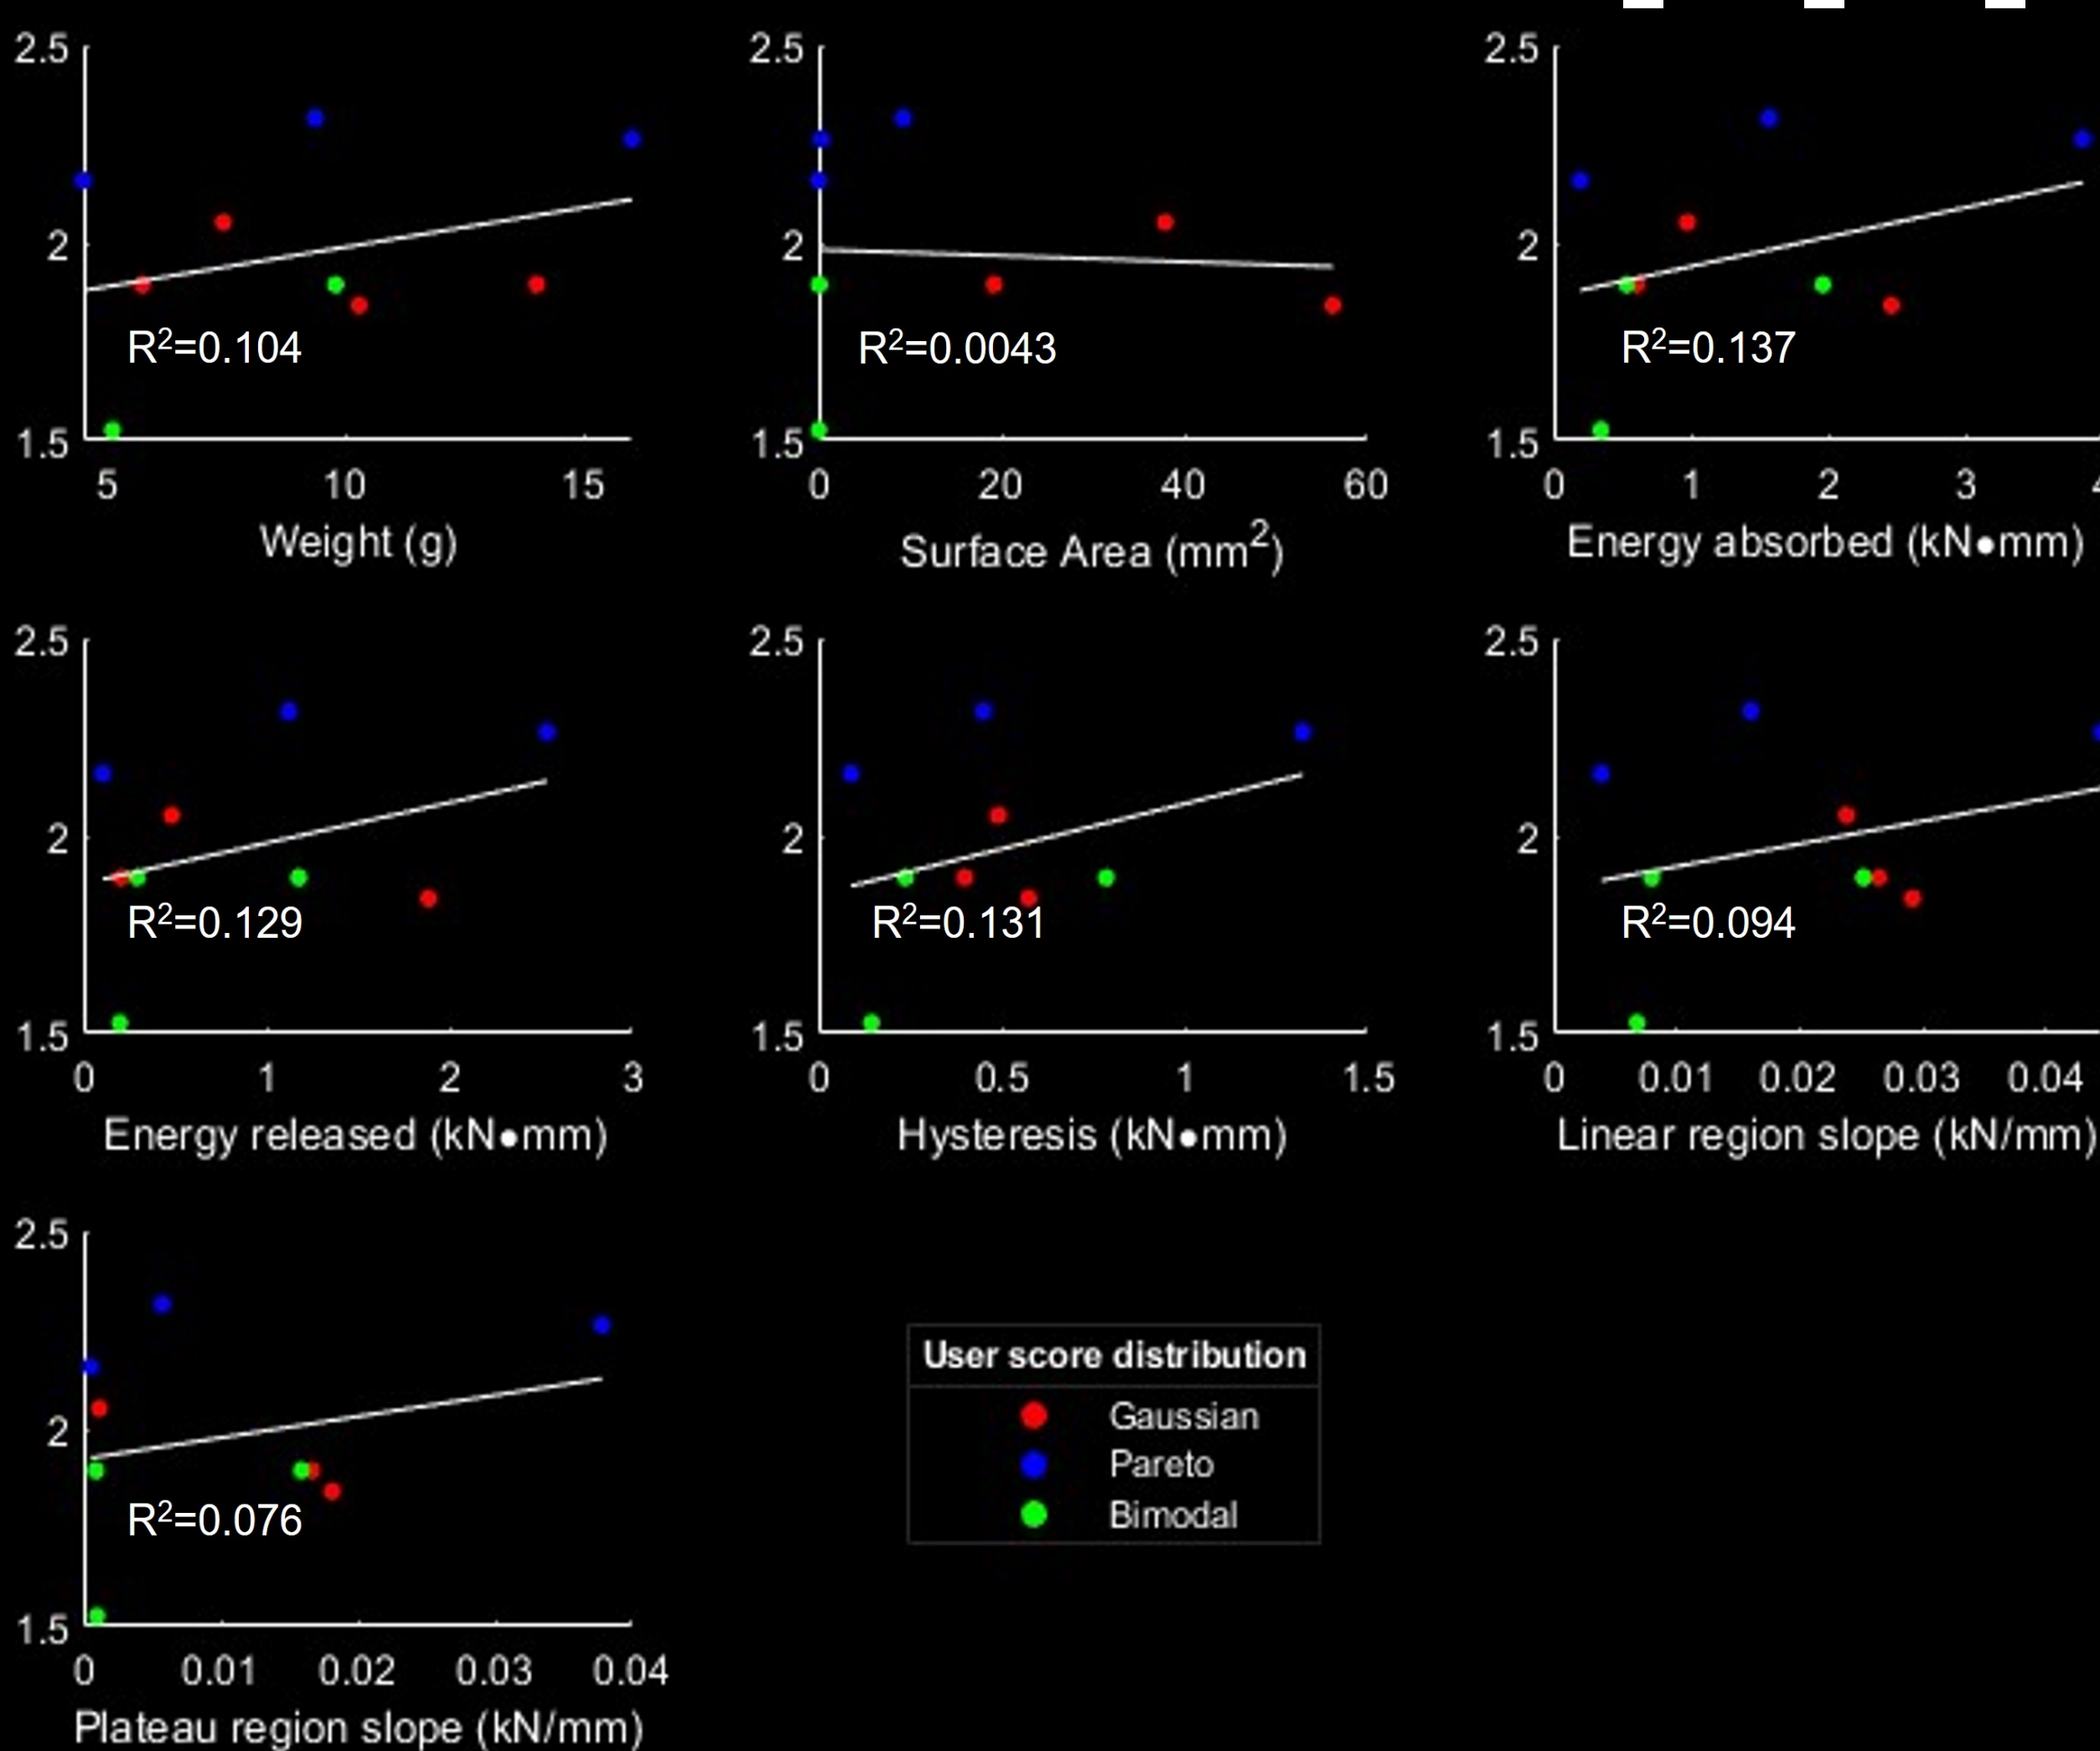 2.5 2.5 2.5
2 2 2
R²=0.104 R²=0.0043 R²=0.137
1.5 1.5 1.5
5 10 15 0 20 40 60 0 1 2 3
Weight (g) Surface Area (mm²) Energy absorbed (kN•mm)
2.5 2.5 2.5
2 2 2
R²=0.129 R²=0.131 R²=0.094
1.5 1.5 1.5
0 1 2 3 0 0.5 1 1.5 0 0.01 0.02 0.03 0.04
Energy released (kN•mm) Hysteresis (kN•mm) Linear region slope (kN/mm)
2.5
2
R²=0.076
1.5
0 0.01 0.02 0.03 0.04
Plateau region slope (kN/mm)
User score distribution
Gaussian
Pareto
Bimodal